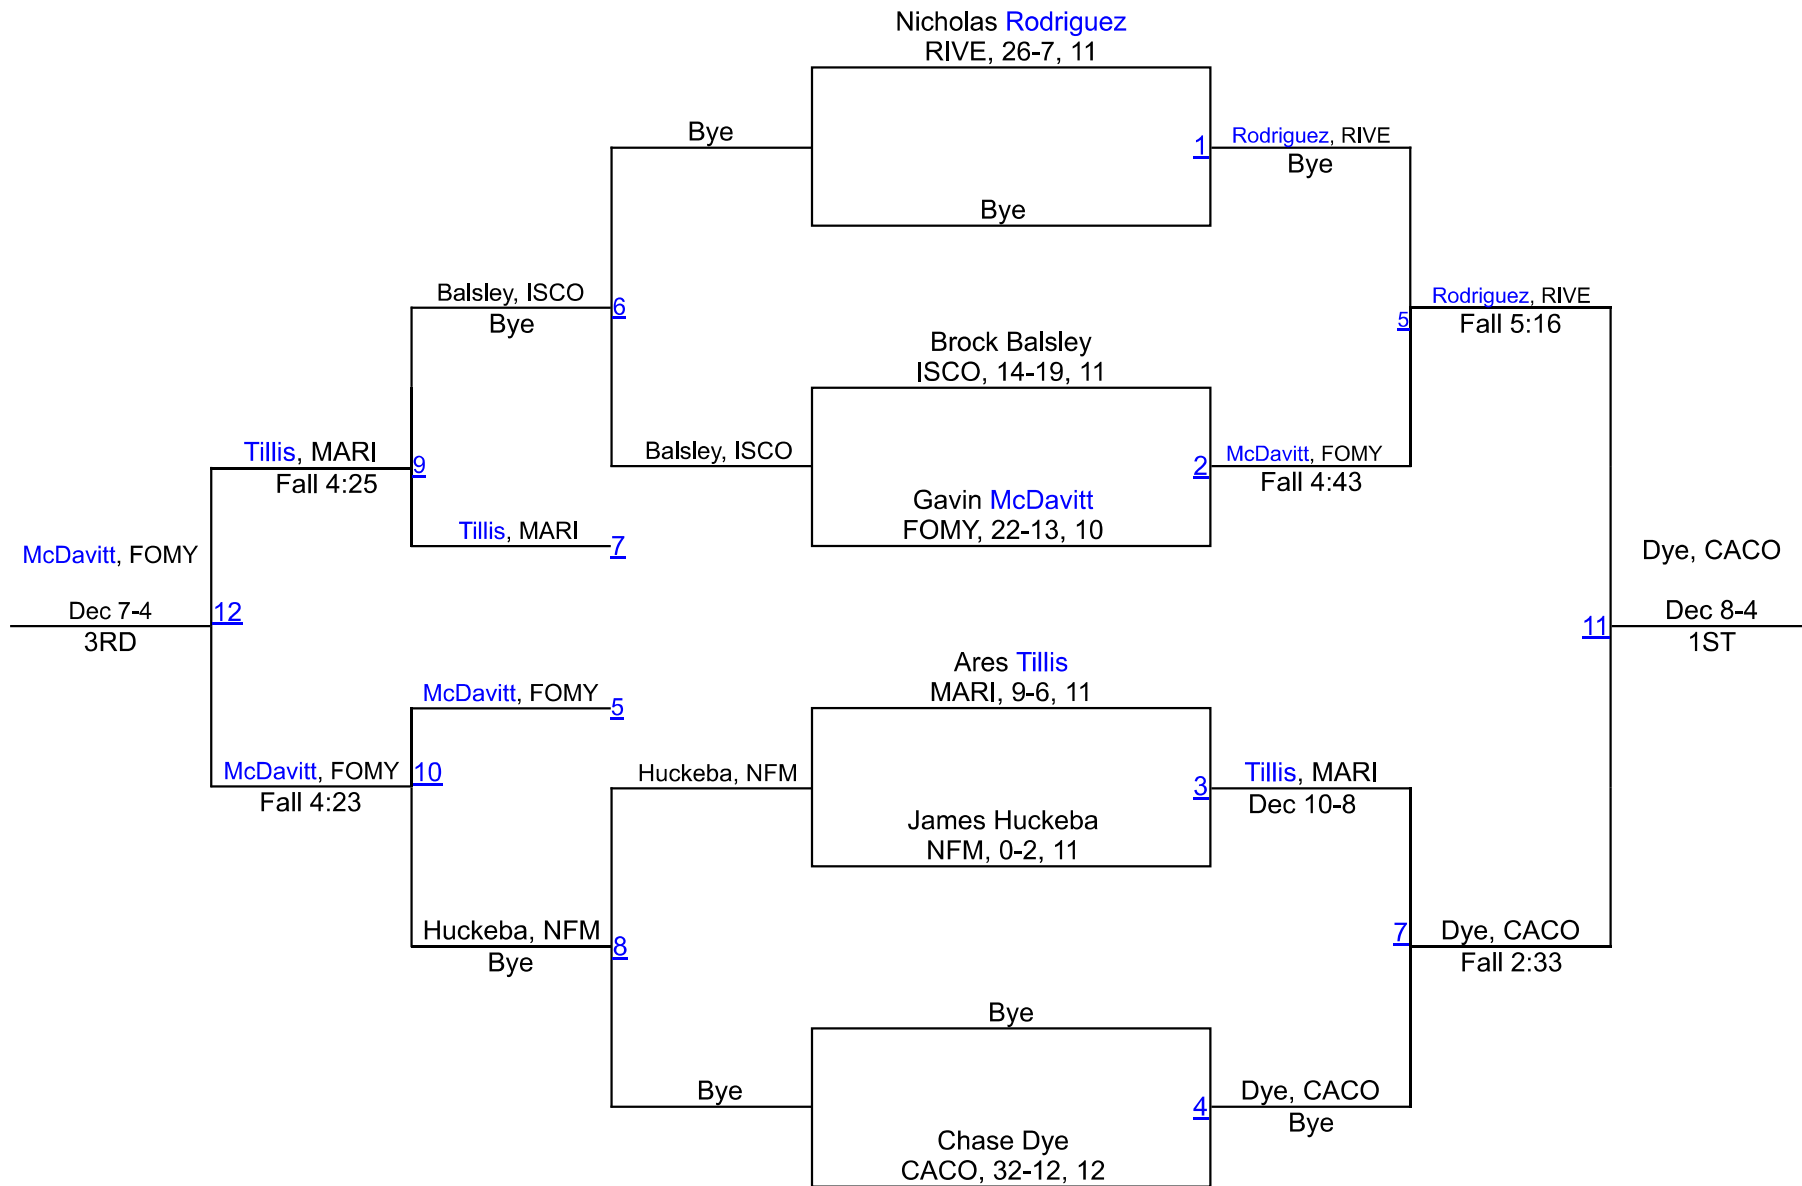 Nicholas Rodriguez
RIVE, 26-7, 11
Bye
1
Rodriguez, RIVE
Bye
Bye
Balsley, ISCO
Bye
6
Rodriguez, RIVE
Fall 5:16
5
Brock Balsley
ISCO, 14-19, 11
Tillis, MARI
Fall 4:25
9
Balsley, ISCO
2
McDavitt, FOMY
Fall 4:43
Gavin McDavitt
FOMY, 22-13, 10
Tillis, MARI
7
McDavitt, FOMY
Dec 7-4
3RD
12
Dye, CACO
Dec 8-4
1ST
11
Ares Tillis
MARI, 9-6, 11
McDavitt, FOMY
5
McDavitt, FOMY
Fall 4:23
10
Huckeba, NFM
3
Tillis, MARI
Dec 10-8
James Huckeba
NFM, 0-2, 11
Huckeba, NFM
Bye
8
7
Dye, CACO
Fall 2:33
Bye
Bye
4
Dye, CACO
Bye
Chase Dye
CACO, 32-12, 12